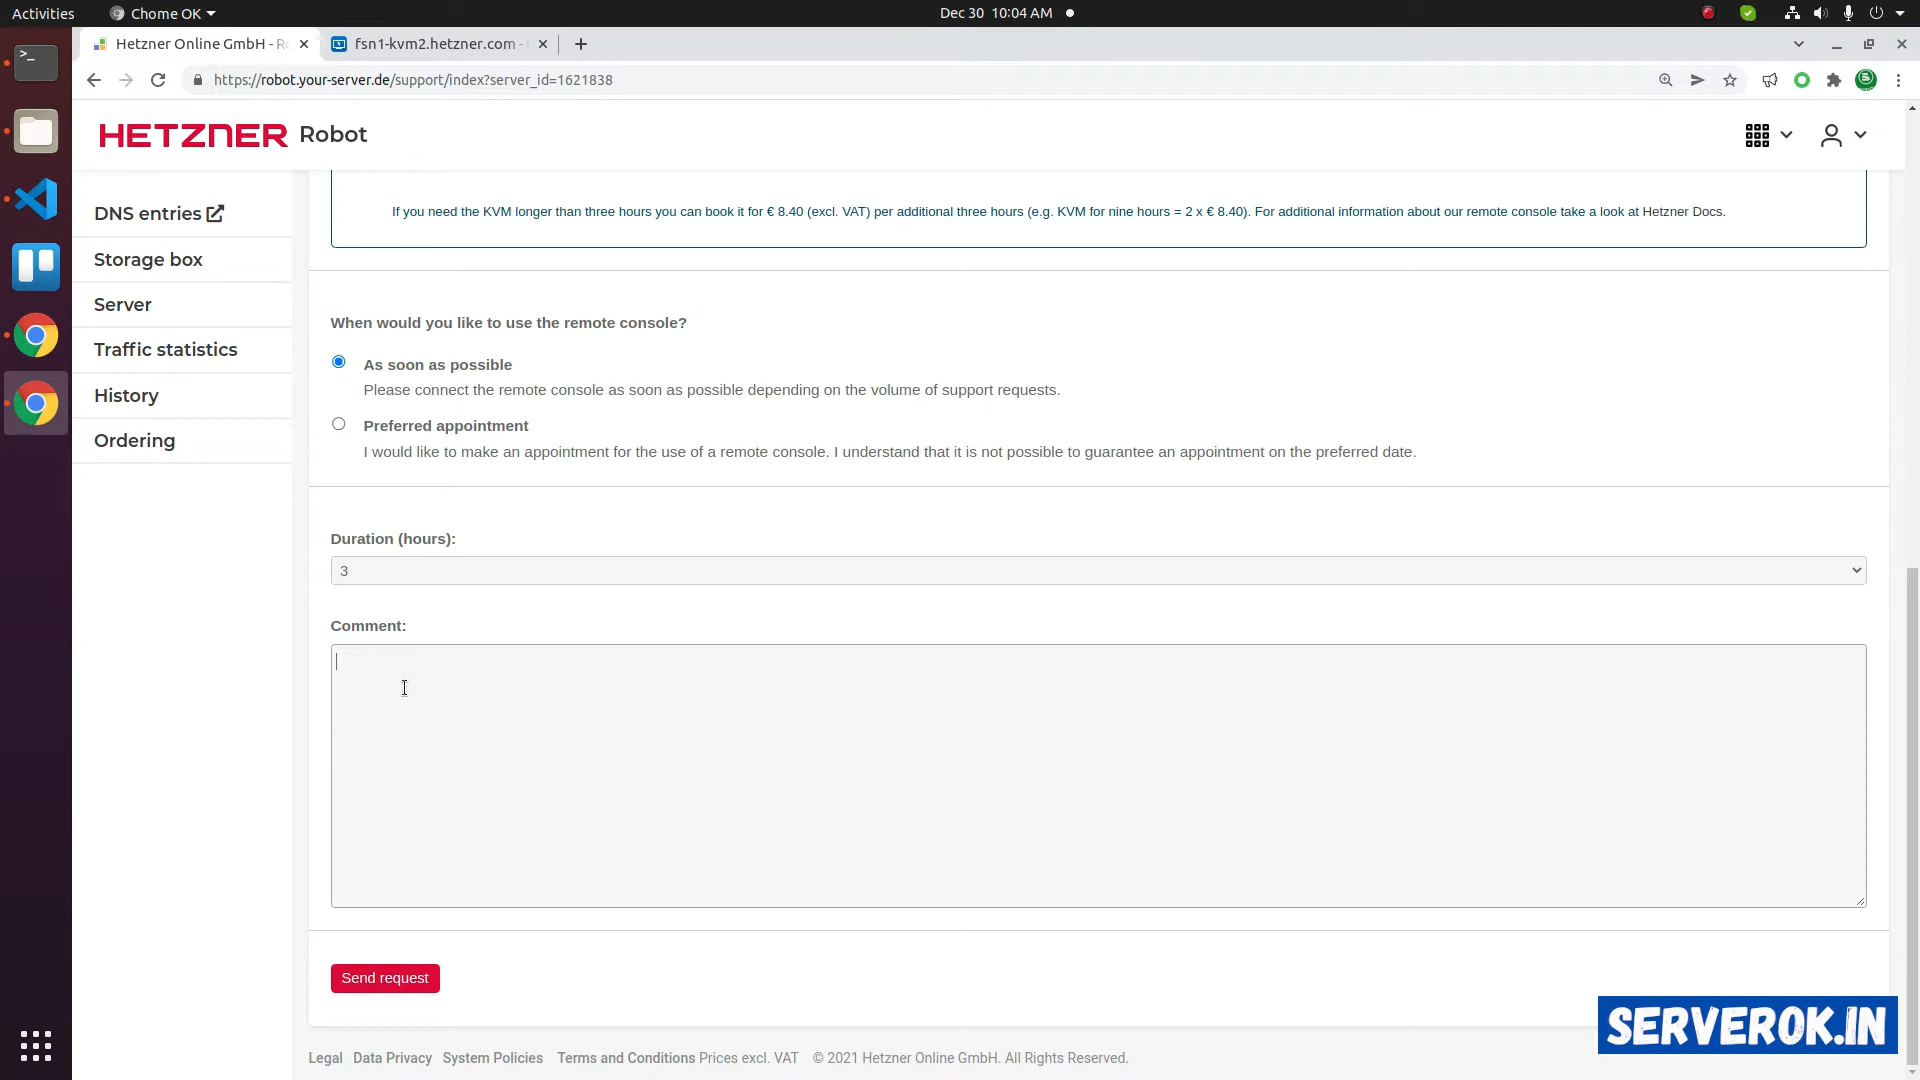 Activities
Chome OK
Dec 30 10:04 AM
Hetzner Online GmbH - Ro
fsn1-kvm2.hetzner.com -
https://robot.your-server.de/support/index?server_id=1621838
HETZNER Robot
DNS entries
Storage box
Server
Traffic statistics
History
Ordering
If you need the KVM longer than three hours you can book it for € 8.40 (excl. VAT) per additional three hours (e.g. KVM for nine hours = 2 x € 8.40). For additional information about our remote console take a look at Hetzner Docs.
When would you like to use the remote console?
As soon as possible
Please connect the remote console as soon as possible depending on the volume of support requests.
Preferred appointment
I would like to make an appointment for the use of a remote console. I understand that it is not possible to guarantee an appointment on the preferred date.
Duration (hours):
3
Comment:
Send request
SERVEROK.IN
Legal Data Privacy System Policies Terms and Conditions Prices excl. VAT © 2021 Hetzner Online GmbH. All Rights Reserved.